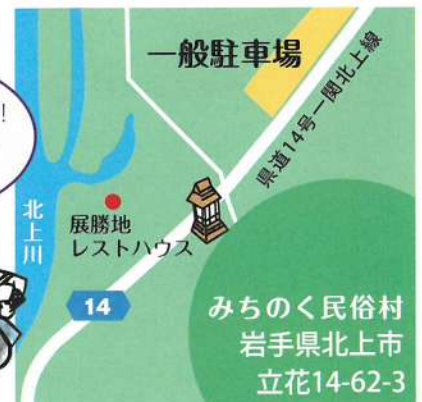 一般駐車場
県道14号一関北上線
!
北上川
展勝地
レストハウス
14
みちのく民俗村
岩手県北上市
立花14-62-3